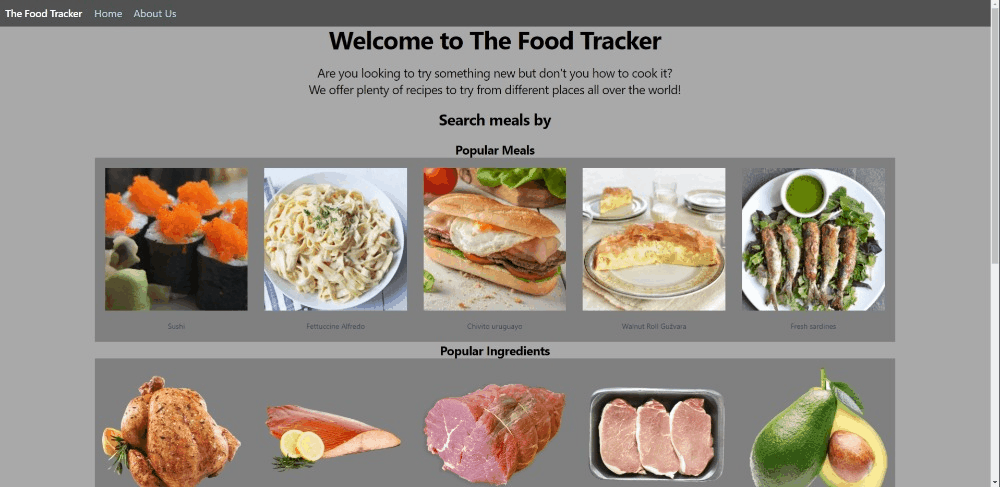 The Food Tracker Home About Us
Welcome to The Food Tracker
Are you looking to try something new but don't you how to cook it?
We offer plenty of recipes to try from different places all over the world!
Search meals by
Popular Meals
Sushi Fettuccine Alfredo Chivito uruguayo Walnut Roll Gužvara Fresh sardines
Popular Ingredients